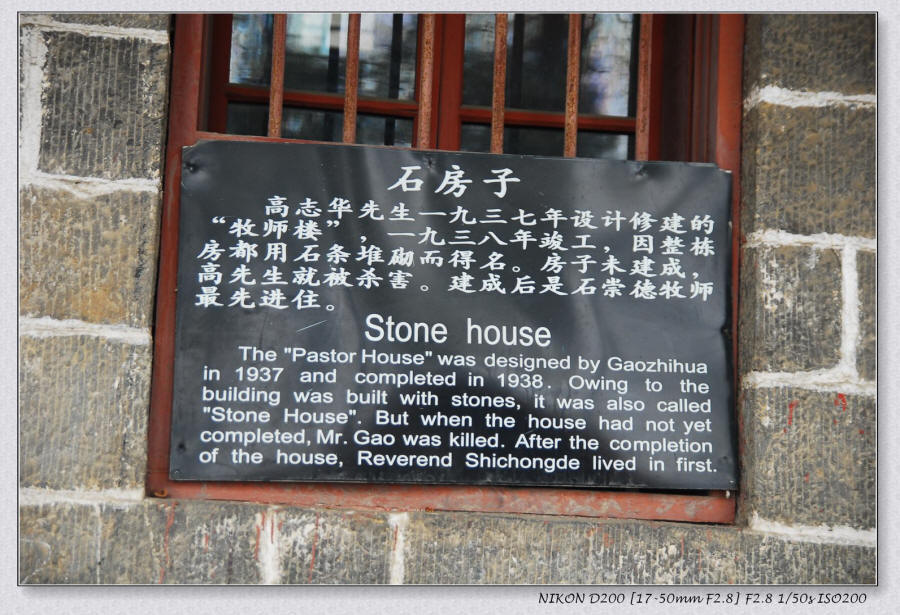 石房子
高志华先生一九三七年设计修建的
“牧师楼”，一九三八年竣工，因整栋
房都用石条堆砌而得名。房子未建成，
高先生就被杀害。建成后是石崇德牧师
最先进住。
Stone house
The "Pastor House" was designed by Gaozhihua
in 1937 and completed in 1938. Owing to the
building was built with stones, it was also called
"Stone House". But when the house had not yet
completed, Mr. Gao was killed. After the completion
of the house, Reverend Shichongde lived in first.
NIKON D200 [17-50mm F2.8] F2.8 1/50s ISO200